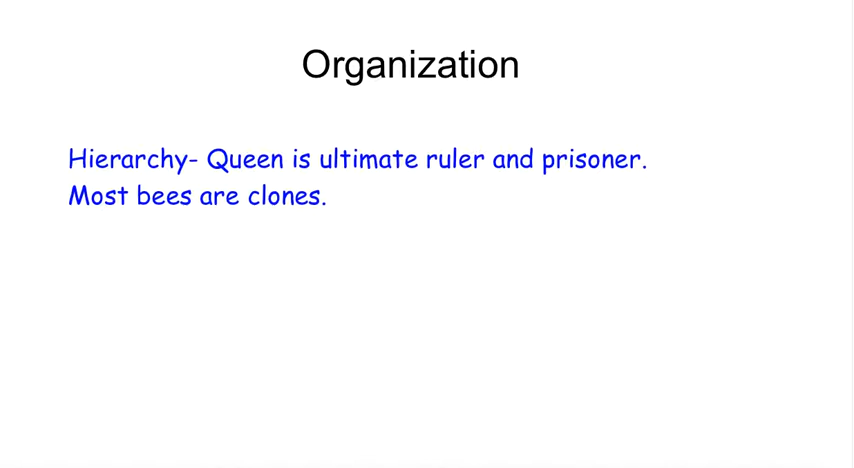 Organization
Hierarchy- Queen is ultimate ruler and prisoner.
Most bees are clones.